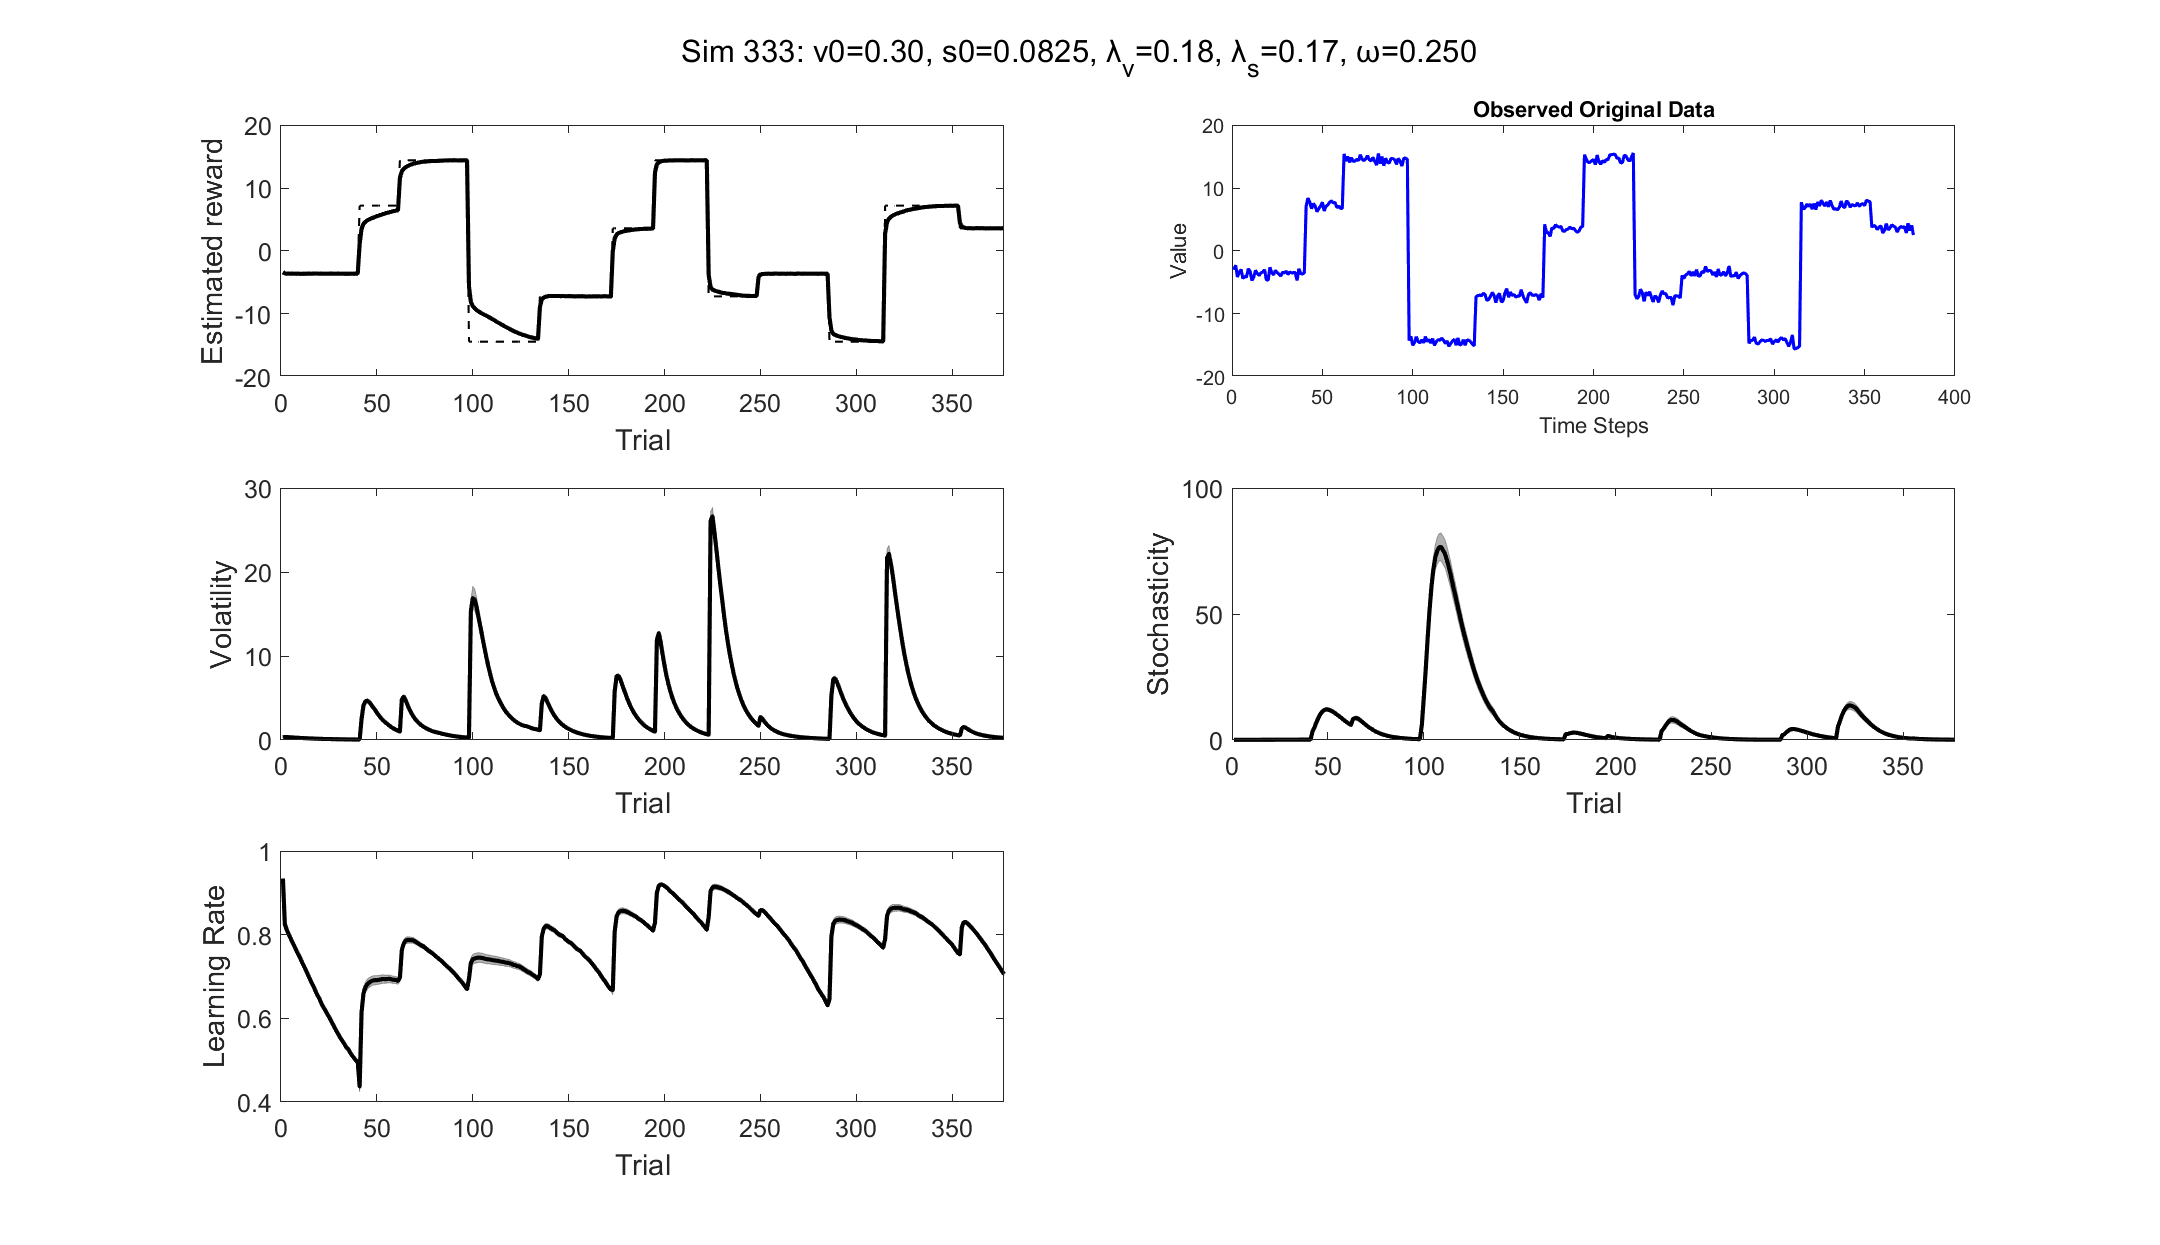 Sim 333: v0=0.30, s0=0.0825, λv=0.18, λs=0.17, ω=0.250
20
10
0
-10
-20
Estimated reward
0 50 100 150 200 250 300 350
Trial
Observed Original Data
20
10
0
-10
-20
Value
0 50 100 150 200 250 300 350 400
Time Steps
30
20
10
0
Volatility
0 50 100 150 200 250 300 350
Trial
100
50
0
Stochasticity
0 50 100 150 200 250 300 350
Trial
1
0.8
0.6
0.4
Learning Rate
0 50 100 150 200 250 300 350
Trial